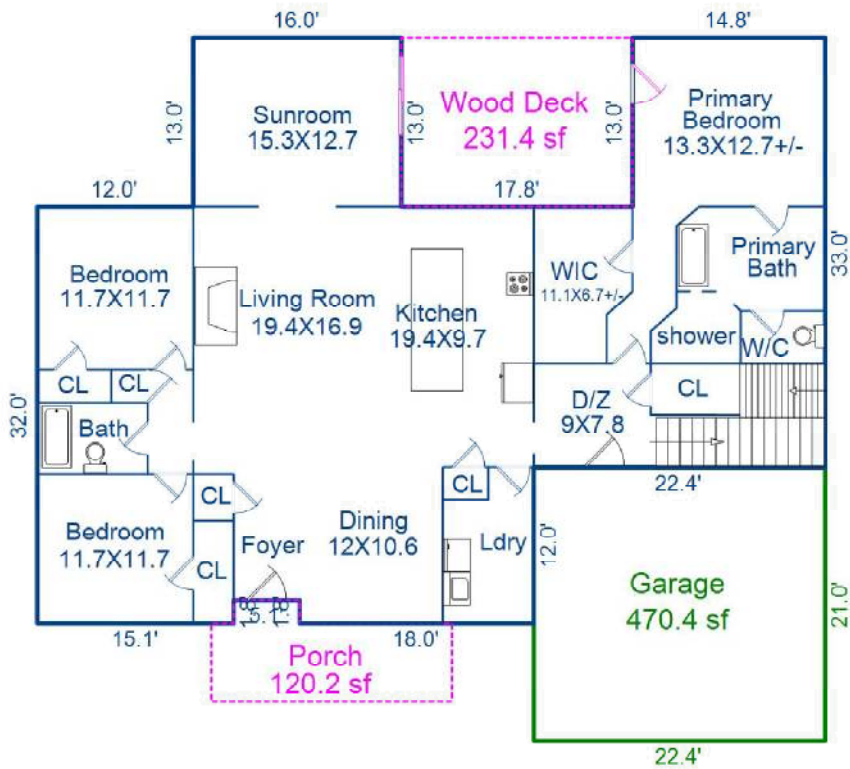 16.0'
14.8'
13.0'
Sunroom
15.3X12.7
13.0'
Wood Deck
231.4 sf
13.0'
Primary
Bedroom
13.3X12.7+/-
12.0'
17.8'
Bedroom
11.7X11.7
Living Room
19.4X16.9
Kitchen
19.4X9.7
WIC
11.1X6.7+/-
Primary
Bath
33.0'
shower
W/C
CL
CL
CL
32.0'
Bath
D/Z
9X7.8
CL
CL
22.4'
Bedroom
11.7X11.7
CL
Foyer
Dining
12X10.6
Ldry
12.0'
Garage
470.4 sf
21.0'
15.1'
18.0'
Porch
120.2 sf
22.4'